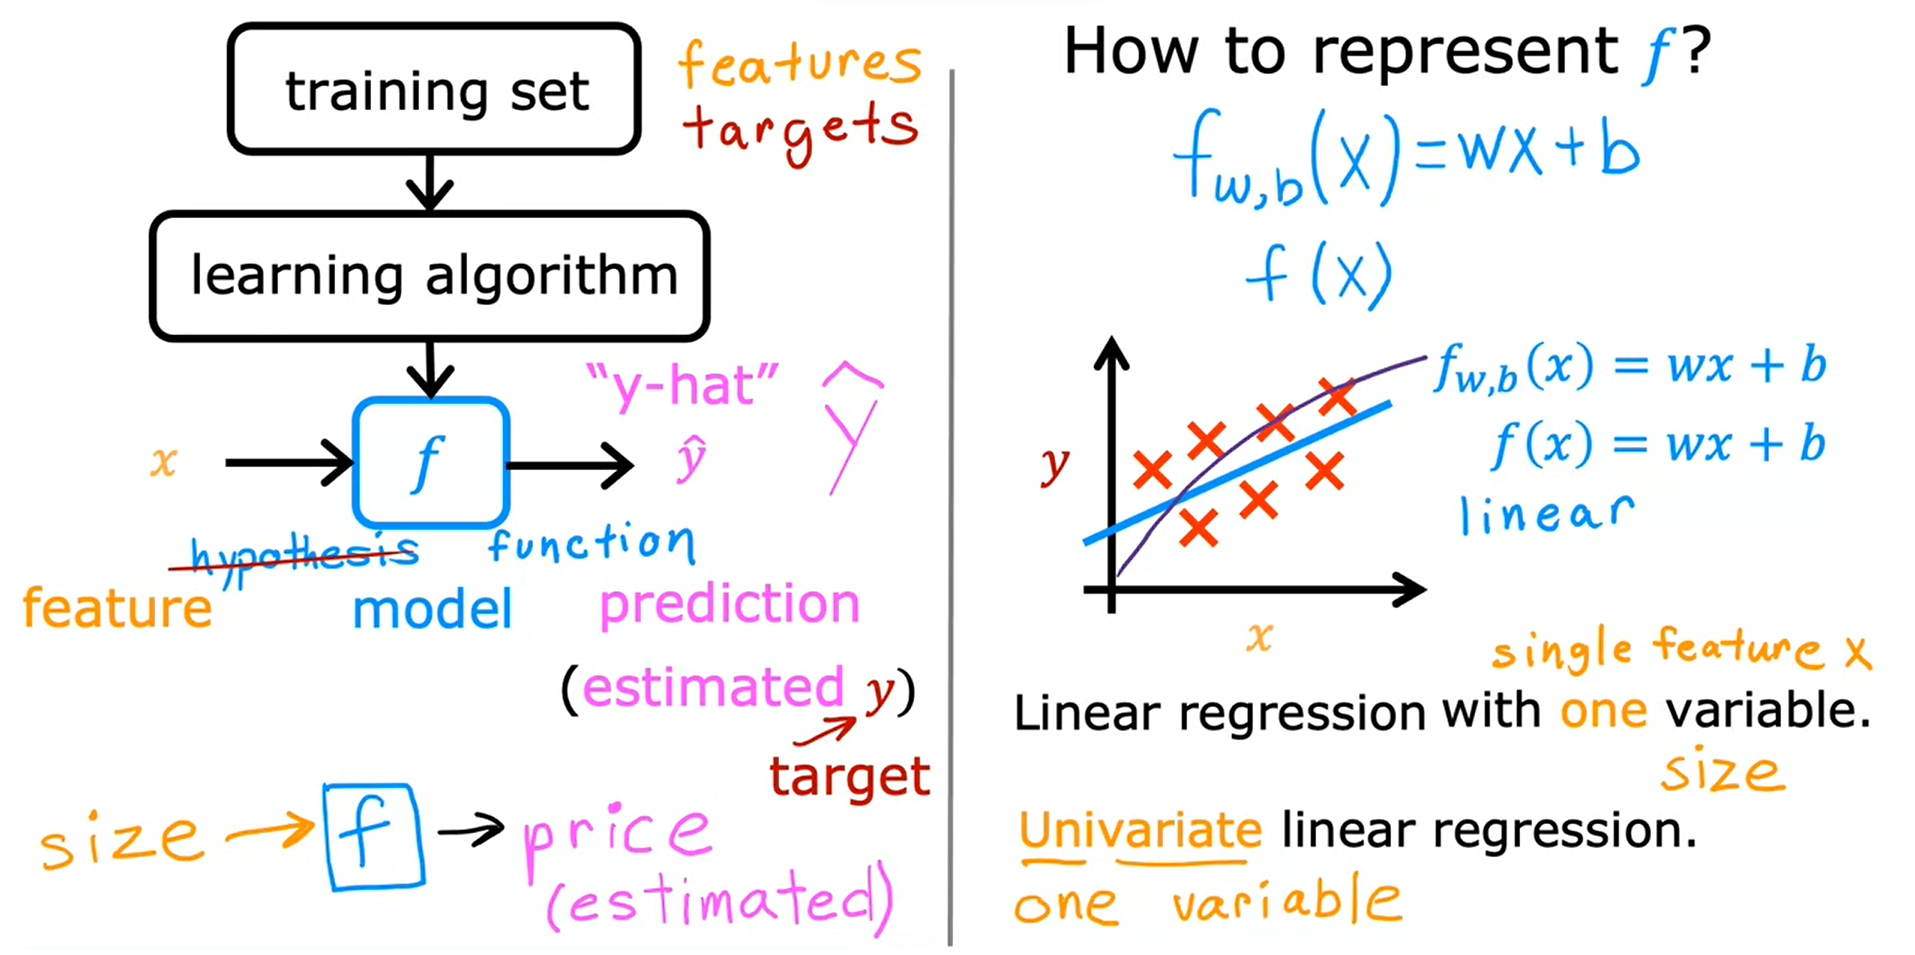 training set
features
targets
learning algorithm
"y-hat"
ŷ
x
f
ŷ
hypothesis
function
feature
model
prediction
(estimated y)
target
size → f → price
(estimated)
How to represent f?
f_{w,b}(x) = wx + b
f(x)
y
x
f_{w,b}(x) = wx + b
f(x) = wx + b
linear
single feature x
Linear regression with one variable.
size
Univariate linear regression.
one variable